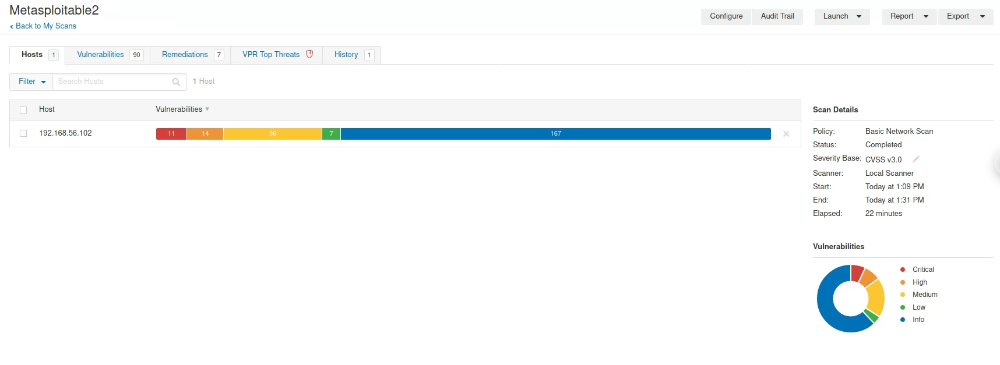 Metasploitable2
Back to My Scans
Configure Audit Trail Launch Report Export
Hosts 1 Vulnerabilities 90 Remediations 7 VPR Top Threats History 1
Filter Search Hosts 1 Host
Host Vulnerabilities
192.168.56.102 11 14 36 7 167
Scan Details
Policy: Basic Network Scan
Status: Completed
Severity Base: CVSS v3.0
Scanner: Local Scanner
Start: Today at 1:09 PM
End: Today at 1:31 PM
Elapsed: 22 minutes
Vulnerabilities
Critical
High
Medium
Low
Info